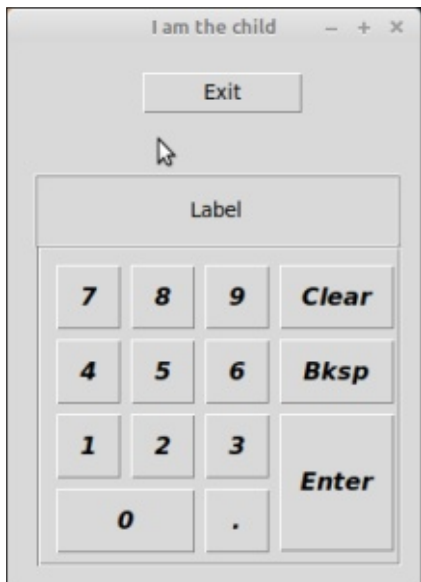 I am the child
Exit
Label
7 8 9 Clear
4 5 6 Bksp
1 2 3
Enter
0 .